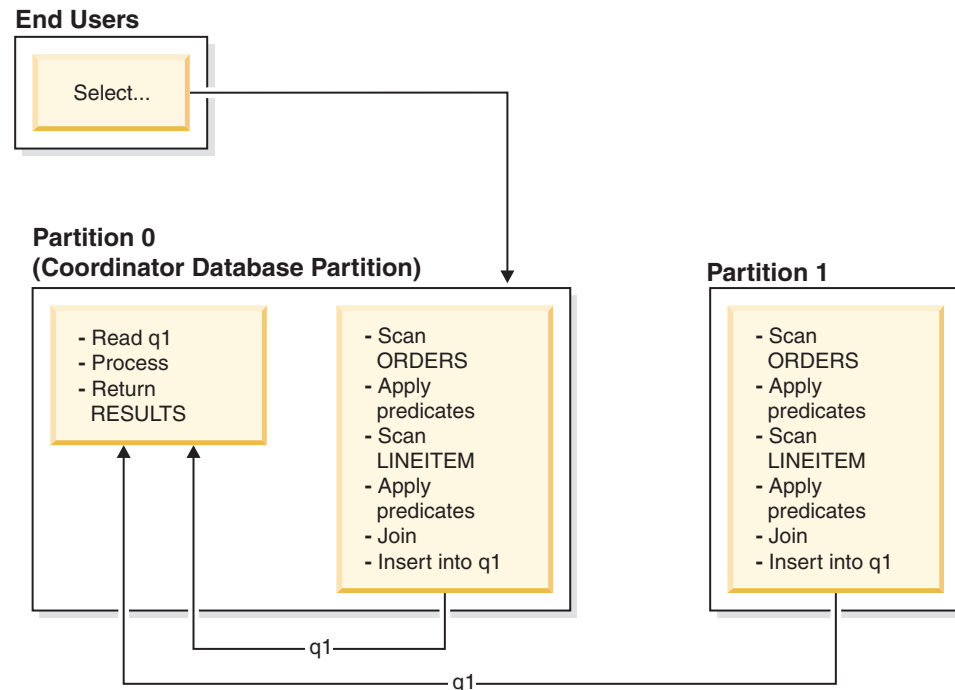 End Users
Select...
Partition 0
(Coordinator Database Partition)
- Read q1
- Process
- Return
RESULTS
- Scan
ORDERS
- Apply
predicates
- Scan
LINEITEM
- Apply
predicates
- Join
- Insert into q1
Partition 1
- Scan
ORDERS
- Apply
predicates
- Scan
LINEITEM
- Apply
predicates
- Join
- Insert into q1
q1
q1